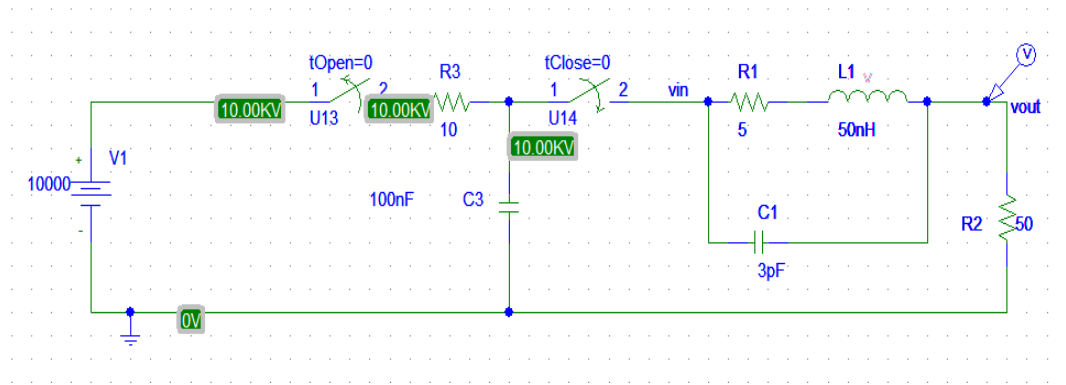 V
tOpen=0
tClose=0
R3
R1
L1
v
1
2
1
2
vin
vout
10.00KV
10.00KV
U13
10
U14
5
50nH
10.00KV
+
V1
10000
-
100nF
C3
C1
R2
50
3pF
0V